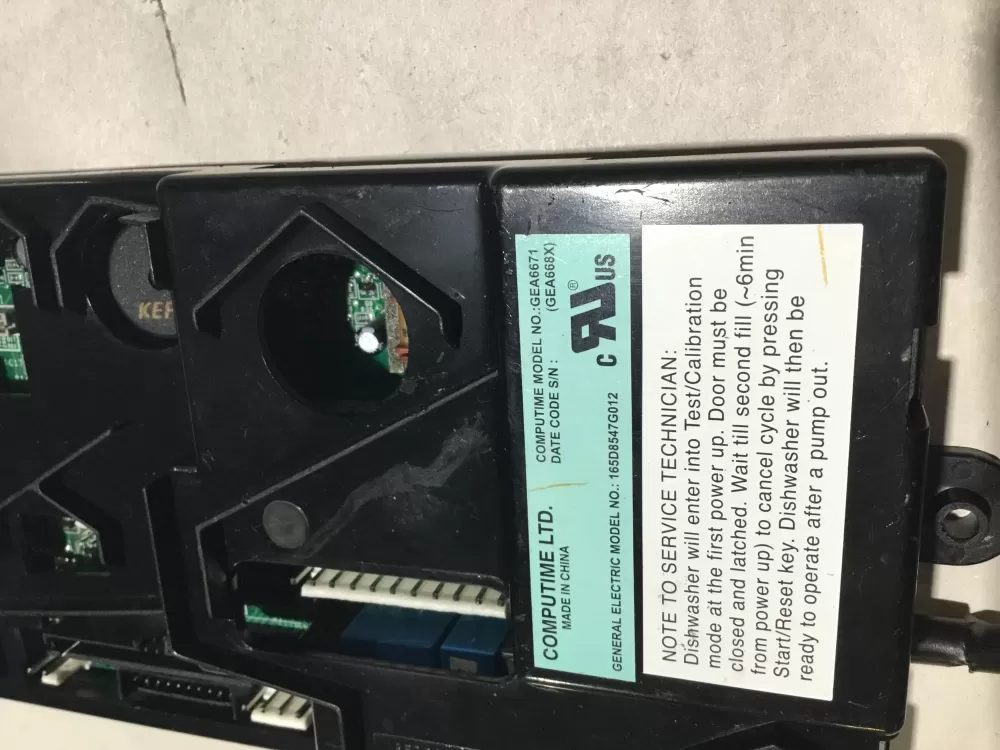 COMPUTIME LTD.
MADE IN CHINA
COMPUTIME MODEL NO.:GEA6671
(GEA668X)
DATE CODE S/N :
GENERAL ELECTRIC MODEL NO.: 165D8547G012
C RU® US
NOTE TO SERVICE TECHNICIAN:
Dishwasher will enter into Test/Calibration
mode at the first power up. Door must be
closed and latched. Wait till second fill (~6min
from power up) to cancel cycle by pressing
Start/Reset key. Dishwasher will then be
ready to operate after a pump out.